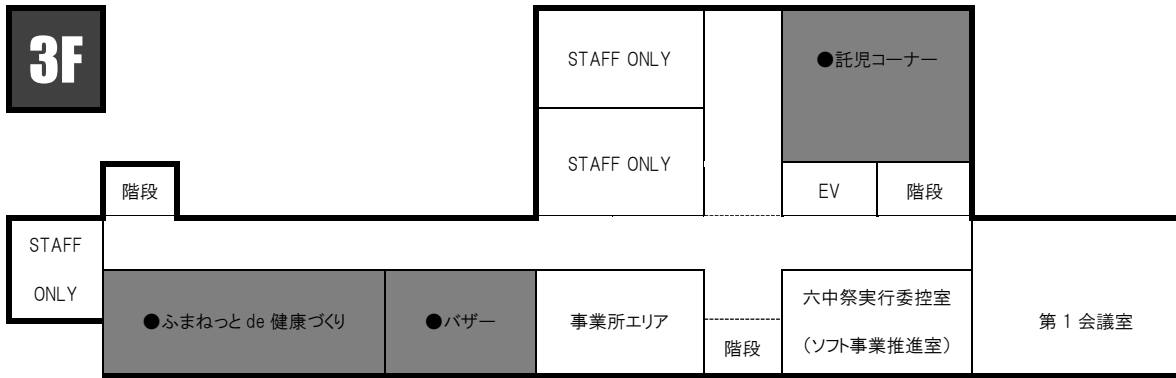 3F
STAFF ONLY
●託児コーナー
STAFF ONLY
階段
EV
階段
STAFF
ONLY
●ふまねっと de 健康づくり
●バザー
事業所エリア
階段
六中祭実行委控室
（ソフト事業推進室）
第 1 会議室